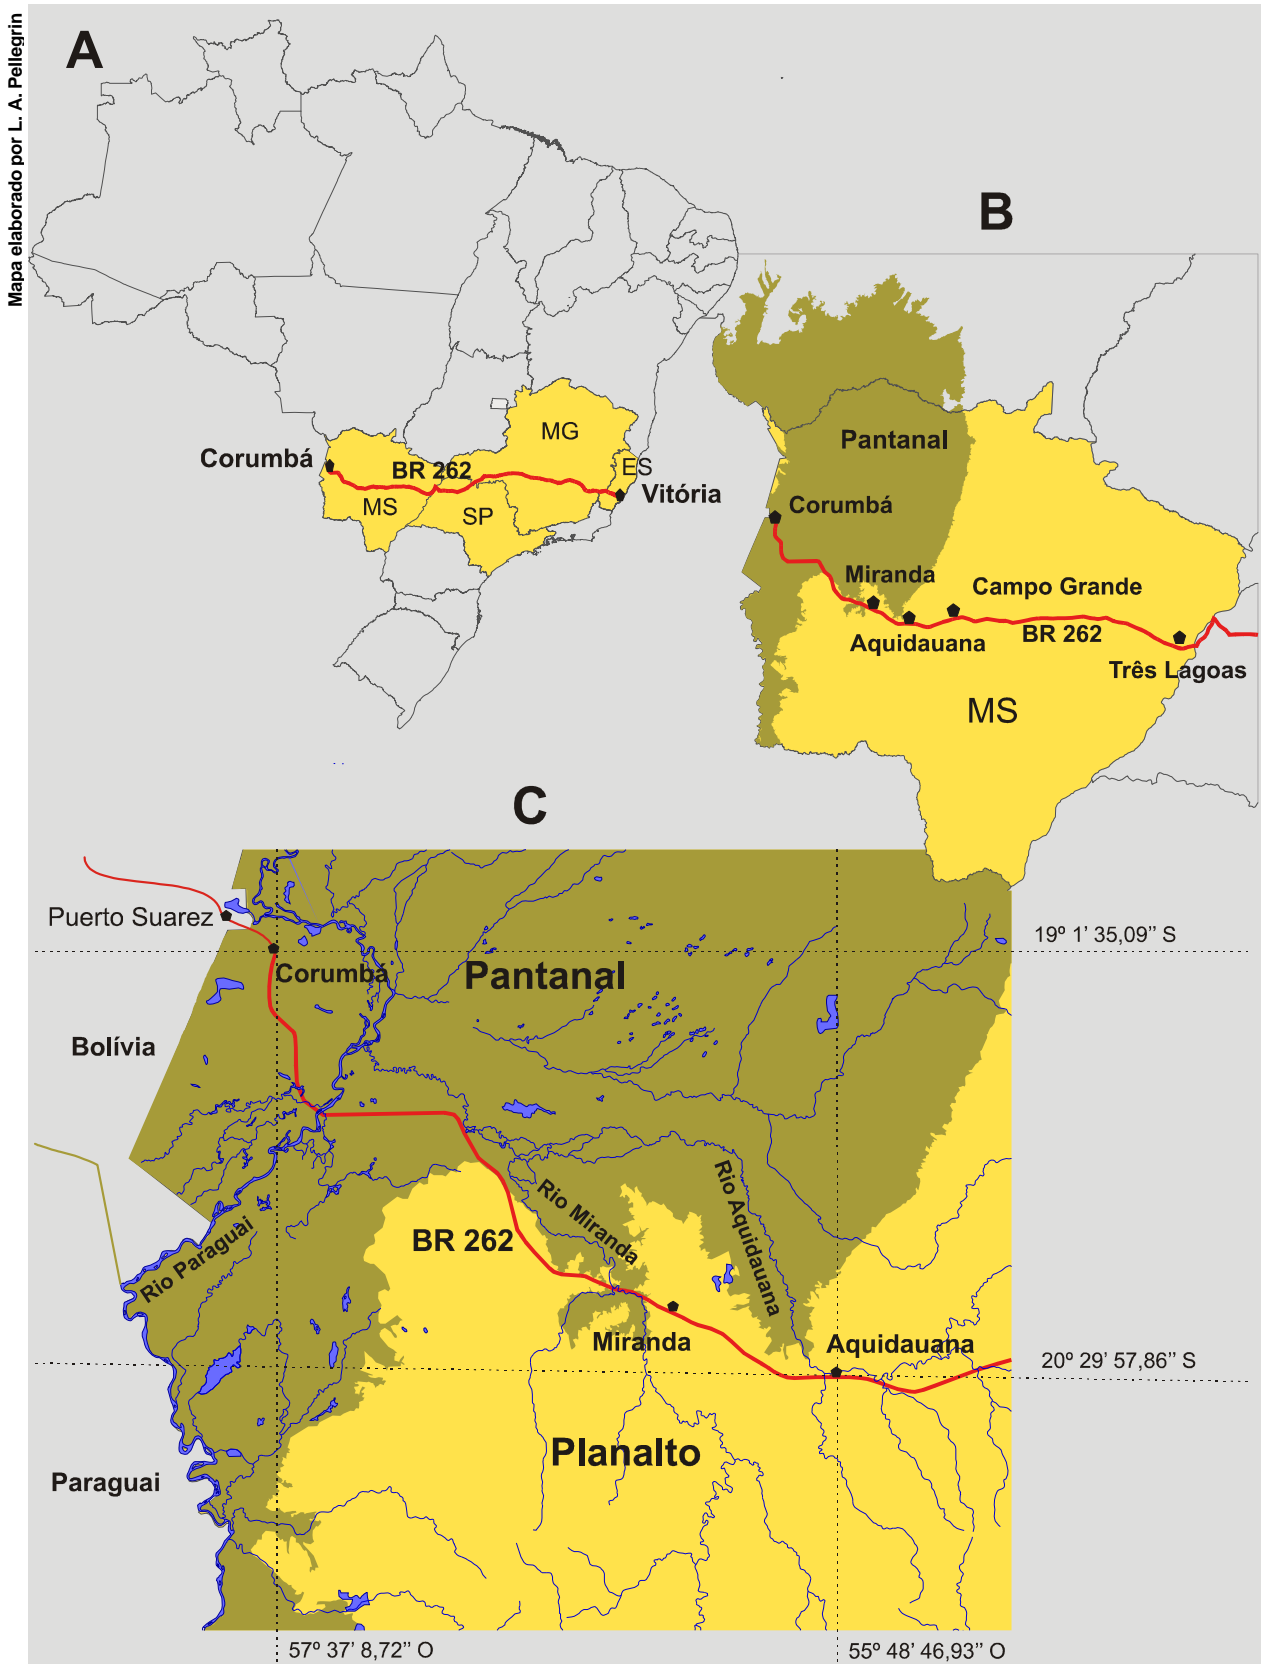 Mapa elaborado por L. A. Pellegrin
A
B
MG
Corumbá
BR 262
ES
MS
SP
Vitória
Pantanal
Corumbá
Miranda
Campo Grande
Aquidauana
BR 262
Três Lagoas
MS
C
Puerto Suarez
19º 1’ 35,09’’ S
Corumbá
Pantanal
Bolívia
Rio Miranda
Rio Aquidauana
BR 262
Rio Paraguai
Miranda
Aquidauana
20º 29’ 57,86’’ S
Planalto
Paraguai
57º 37’ 8,72’’ O
55º 48’ 46,93’’ O